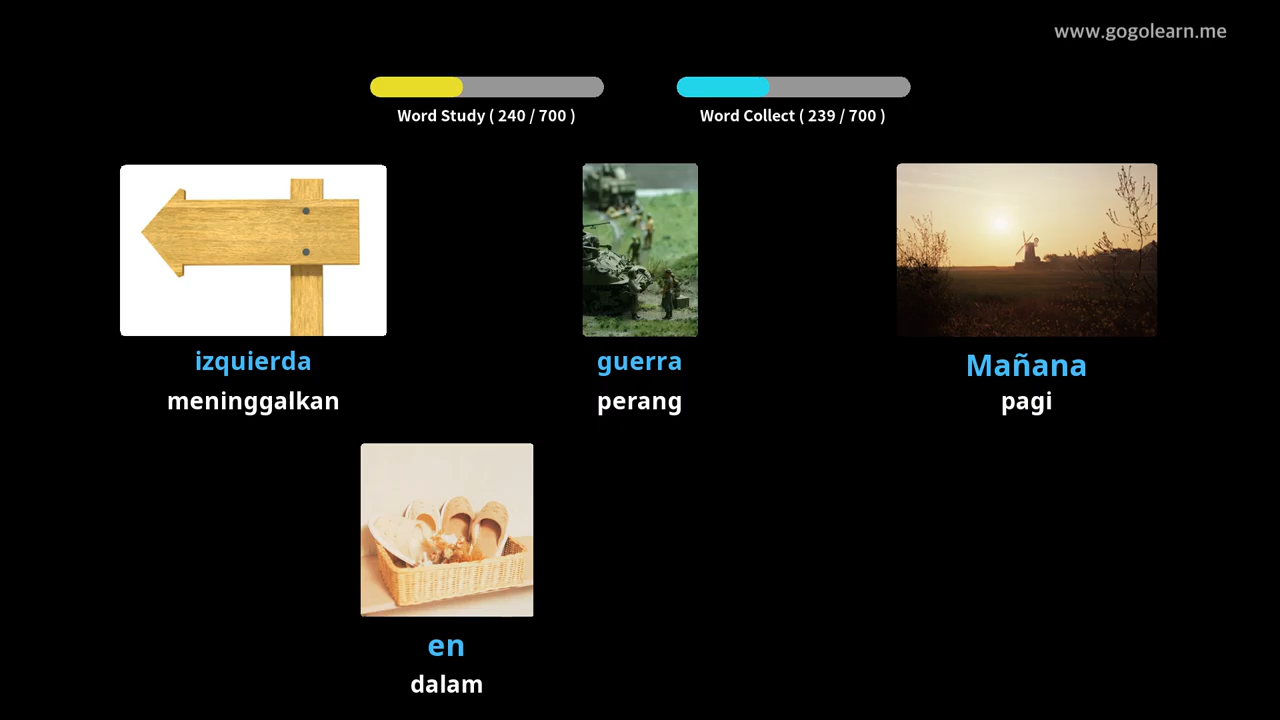 www.gogolearn.me
Word Study ( 240 / 700 )
Word Collect ( 239 / 700 )
izquierda
meninggalkan
guerra
perang
Mañana
pagi
en
dalam